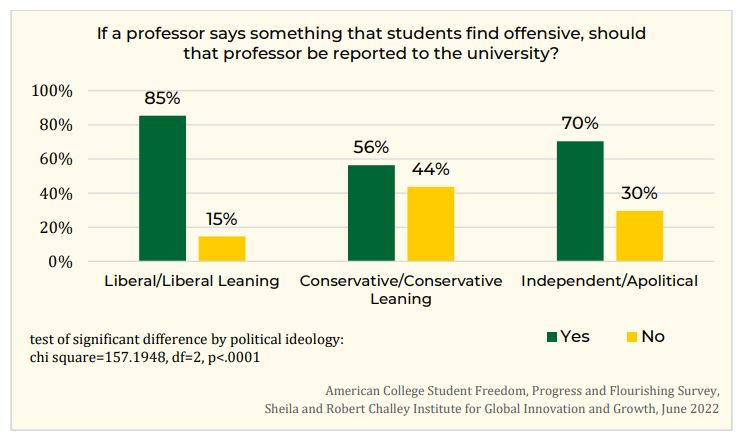 If a professor says something that students find offensive, should
that professor be reported to the university?
100%
80%
60%
40%
20%
0%
85%
15%
56%
44%
70%
30%
Liberal/Liberal Leaning
Conservative/Conservative
Leaning
Independent/Apolitical
test of significant difference by political ideology:
chi square=157.1948, df=2, p<.0001
Yes
No
American College Student Freedom, Progress and Flourishing Survey,
Sheila and Robert Challey Institute for Global Innovation and Growth, June 2022